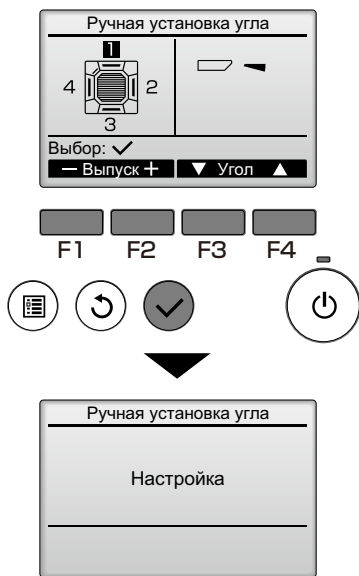 Ручная установка угла
1
4 2
3
Выбор: ✓
— Выпуск + ▼ Угол ▲
F1 F2 F3 F4
Ручная установка угла
Настройка